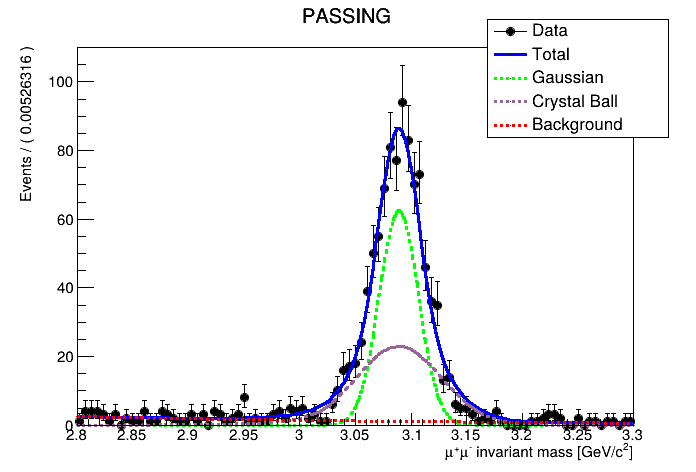 PASSING
Data
Total
Gaussian
Crystal Ball
Background
Events / ( 0.00526316 )
100
80
60
40
20
0
2.8 2.85 2.9 2.95 3 3.05 3.1 3.15 3.2 3.25 3.3
μ⁺μ⁻ invariant mass [GeV/c²]